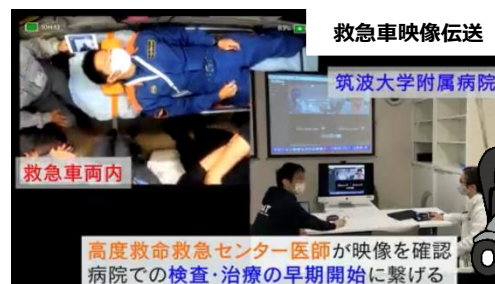 救急車映像伝送
筑波大学附属病院
救急車両内
高度救命救急センター医師が映像を確認
病院での検査・治療の早期開始に繋げる